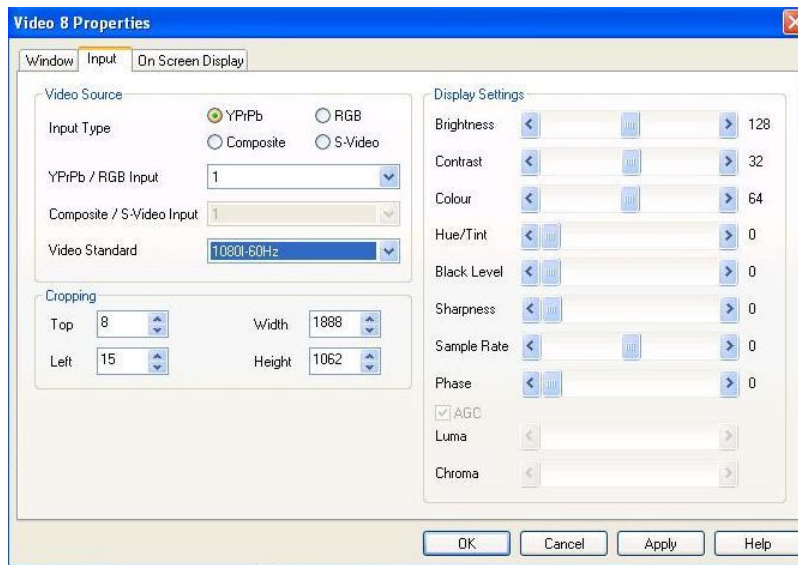 Video 8 Properties
Window Input On Screen Display
Video Source
Input Type YPrPb RGB
Composite S-Video
YPrPb / RGB Input 1
Composite / S-Video Input 1
Video Standard 1080I-60Hz
Cropping
Top 8 Width 1888
Left 15 Height 1062
Display Settings
Brightness 128
Contrast 32
Colour 64
Hue/Tint 0
Black Level 0
Sharpness 0
Sample Rate 0
Phase 0
AGC
Luma
Chroma
OK Cancel Apply Help